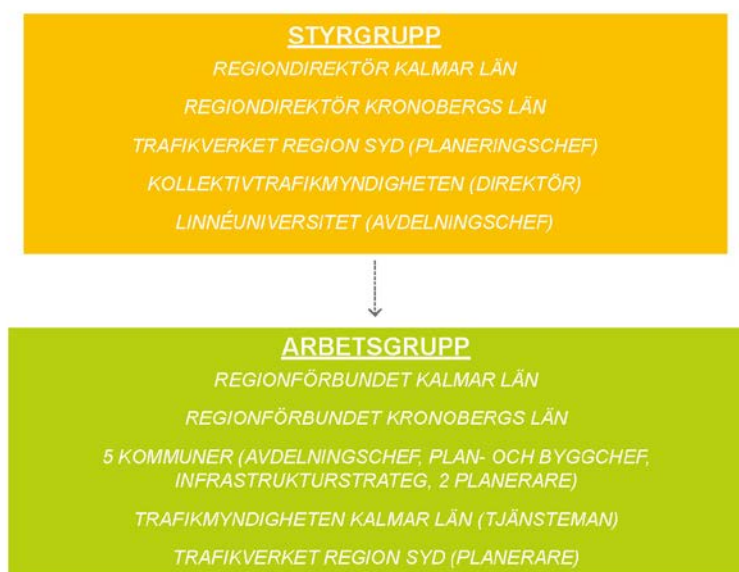 STYRGRUPP
REGIONDIREKTÖR KALMAR LÄN
REGIONDIREKTÖR KRONOBERGS LÄN
TRAFIKVERKET REGION SYD (PLANERINGSCHEF)
KOLLEKTIVTRAFIKMYNDIGHETEN (DIREKTÖR)
LINNÉUNIVERSITET (AVDELNINGSCHEF)
ARBETSGRUPP
REGIONFÖRBUNDET KALMAR LÄN
REGIONFÖRBUNDET KRONOBERGS LÄN
5 KOMMUNER (AVDELNINGSCHEF, PLAN- OCH BYGGCHEF,
INFRASTRUKTURSTRATEG, 2 PLANERARE)
TRAFIKMYNDIGHETEN KALMAR LÄN (TJÄNSTEMAN)
TRAFIKVERKET REGION SYD (PLANERARE)